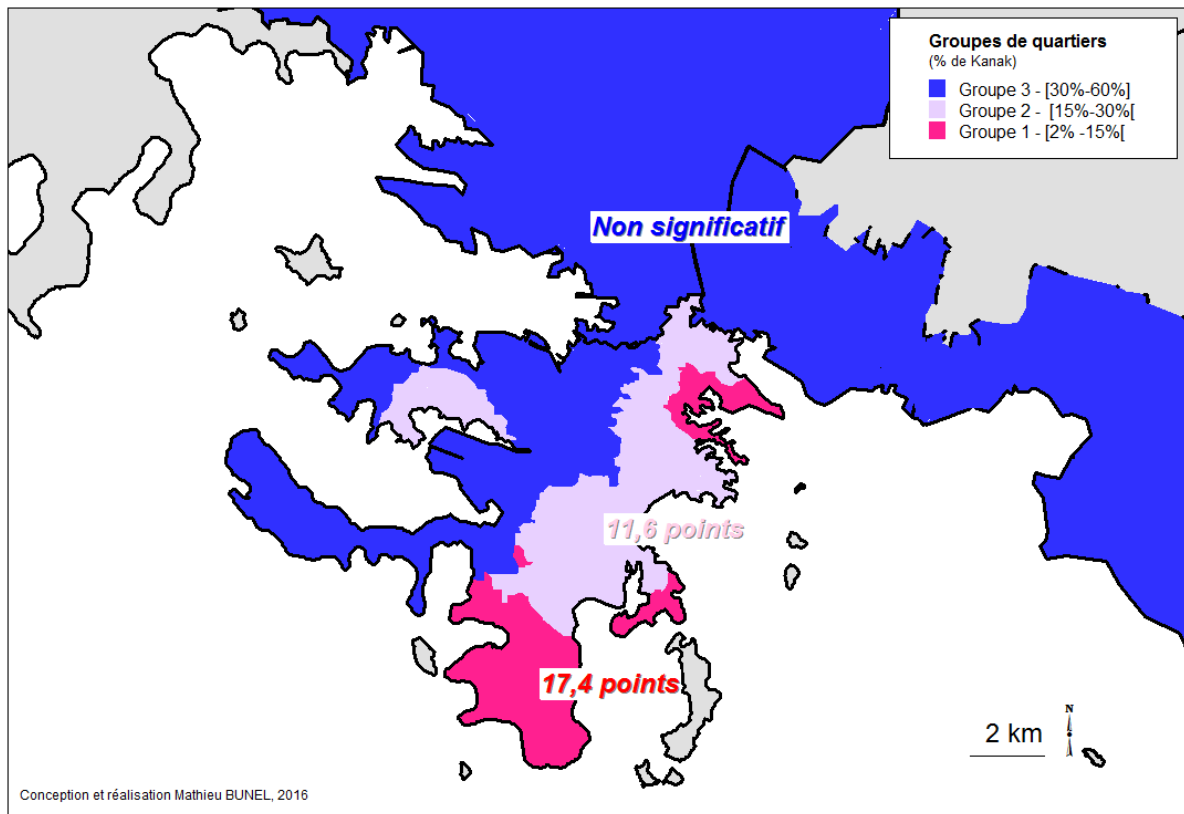 Groupes de quartiers
(% de Kanak)
Groupe 3 - [30%-60%]
Groupe 2 - [15%-30%[
Groupe 1 - [2% -15%[
Non significatif
11,6 points
17,4 points
N
2 km
Conception et réalisation Mathieu BUNEL, 2016